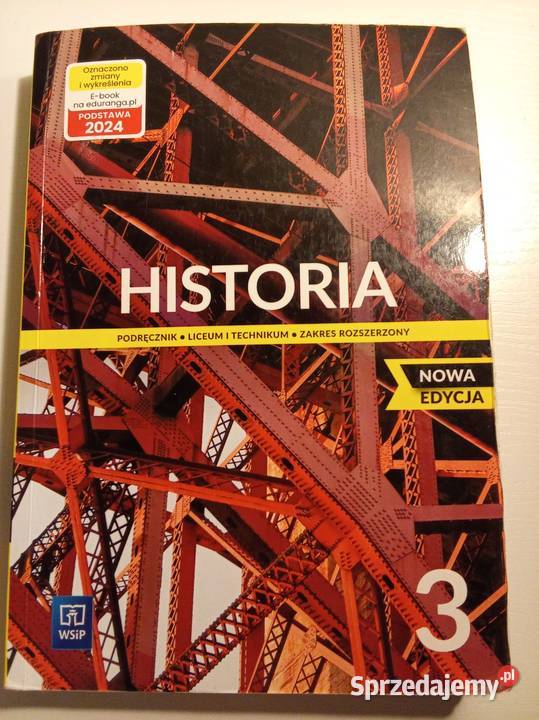 Oznaczono
zmiany
i wykreślenia
E-book
na eduranga.pl
PODSTAWA
2024
HISTORIA
PODRĘCZNIK • LICEUM I TECHNIKUM • ZAKRES ROZSZERZONY
NOWA
EDYCJA
WSiP
3
Sprzedajemy.pl